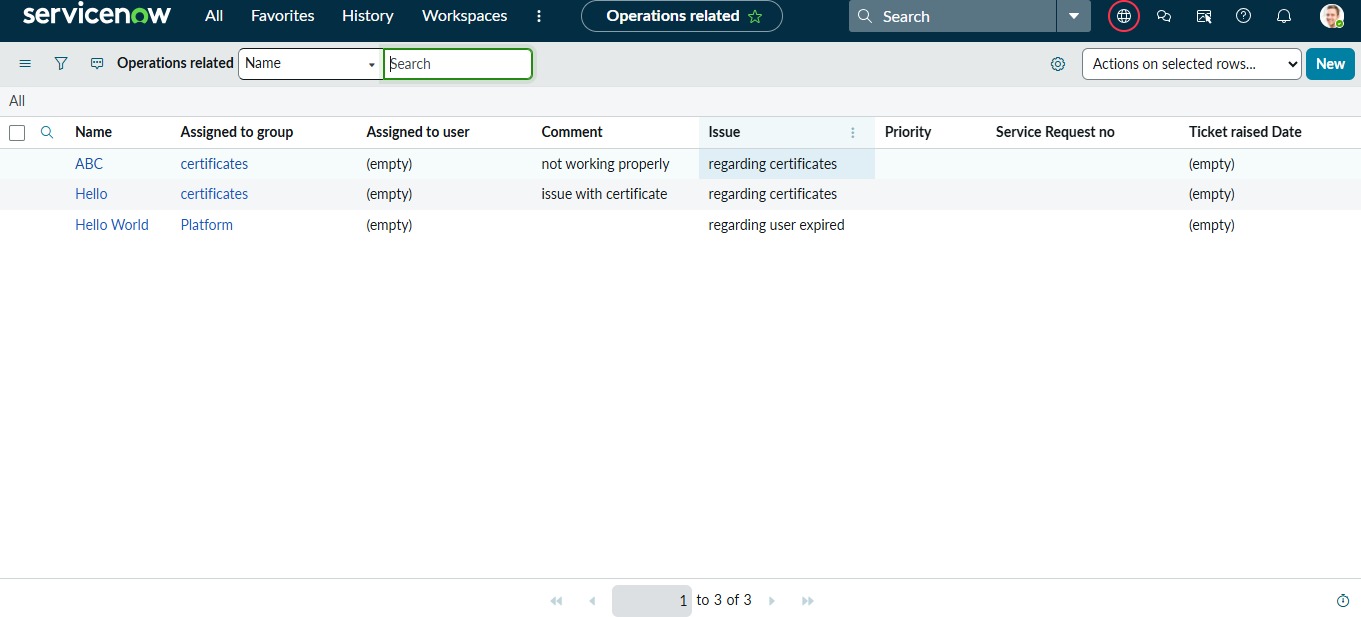 servicenow All Favorites History Workspaces Operations related Search
Operations related Name Search Actions on selected rows... New
All
Name Assigned to group Assigned to user Comment Issue Priority Service Request no Ticket raised Date
ABC certificates (empty) not working properly regarding certificates (empty)
Hello certificates (empty) issue with certificate regarding certificates (empty)
Hello World Platform (empty) regarding user expired (empty)
1 to 3 of 3